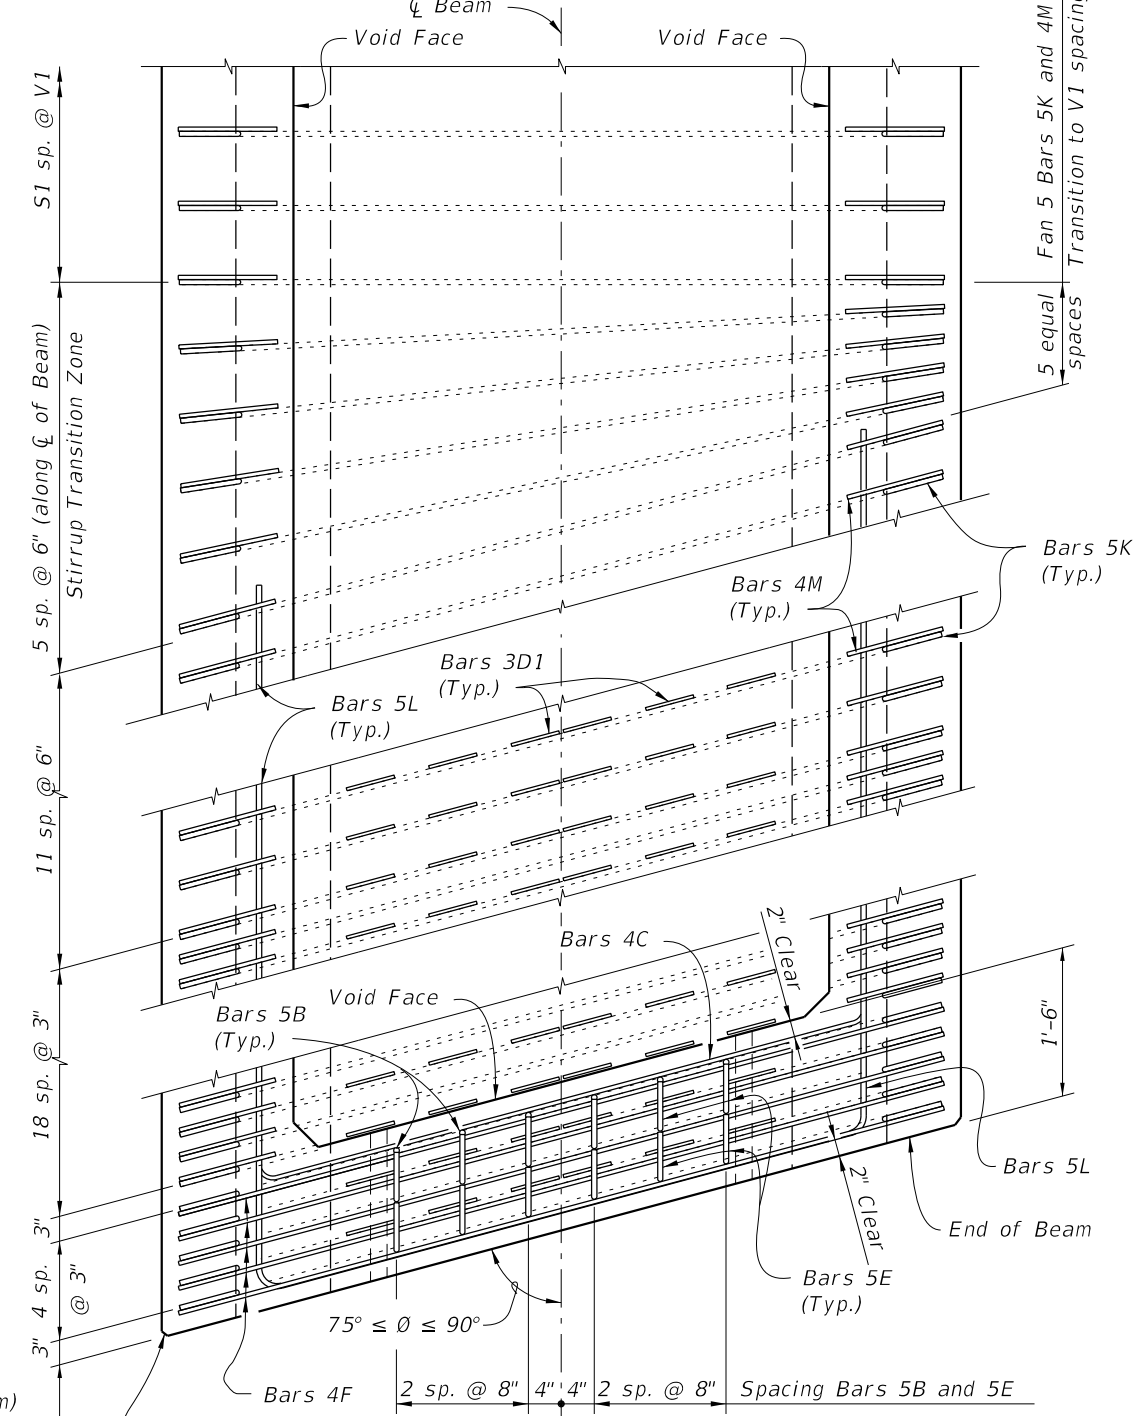 ℄ Beam
Void Face
Void Face
S1 sp. @ V1
Fan 5 Bars 5K and 4M
Transition to V1 spacing
5 equal
spaces
5 sp. @ 6" (along ℄ of Beam)
Stirrup Transition Zone
Bars 5K
(Typ.)
Bars 4M
(Typ.)
Bars 3D1
(Typ.)
Bars 5L
(Typ.)
11 sp. @ 6"
2" Clear
Bars 4C
Void Face
Bars 5B
(Typ.)
1'-6"
18 sp. @ 3"
Bars 5L
2" Clear
End of Beam
3"
4 sp.
@ 3"
Bars 5E
(Typ.)
75° ≤ Ø ≤ 90°
3"
Bars 4F
2 sp. @ 8"
4"
4"
2 sp. @ 8"
Spacing Bars 5B and 5E
m)